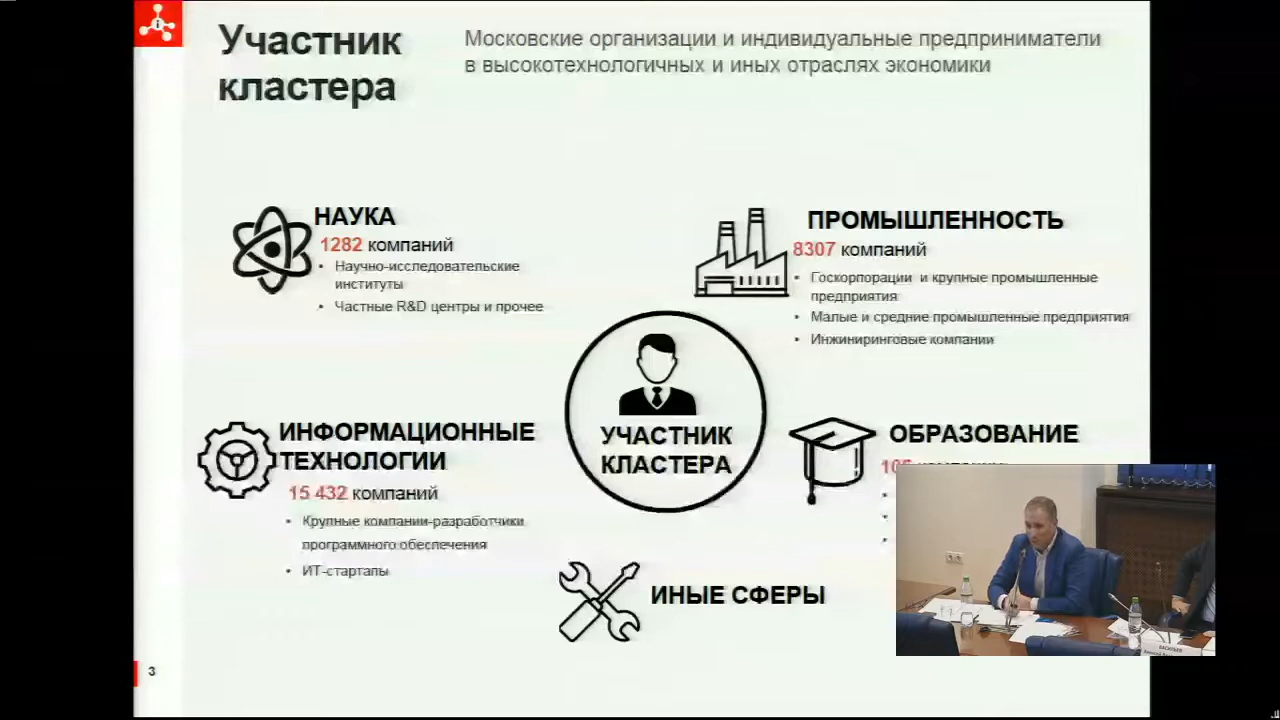 Участник
кластера
Московские организации и индивидуальные предприниматели
в высокотехнологичных и иных отраслях экономики
НАУКА
1282 компаний
• Научно-исследовательские
институты
• Частные R&D центры и прочее
ПРОМЫШЛЕННОСТЬ
8307 компаний
• Госкорпорации и крупные промышленные
предприятия
• Малые и средние промышленные предприятия
• Инжиниринговые компании
УЧАСТНИК
КЛАСТЕРА
ИНФОРМАЦИОННЫЕ
ТЕХНОЛОГИИ
15 432 компаний
• Крупные компании-разработчики
программного обеспечения
• ИТ-стартапы
ОБРАЗОВАНИЕ
ИНЫЕ СФЕРЫ
ВАСИЛЬЕВ
3